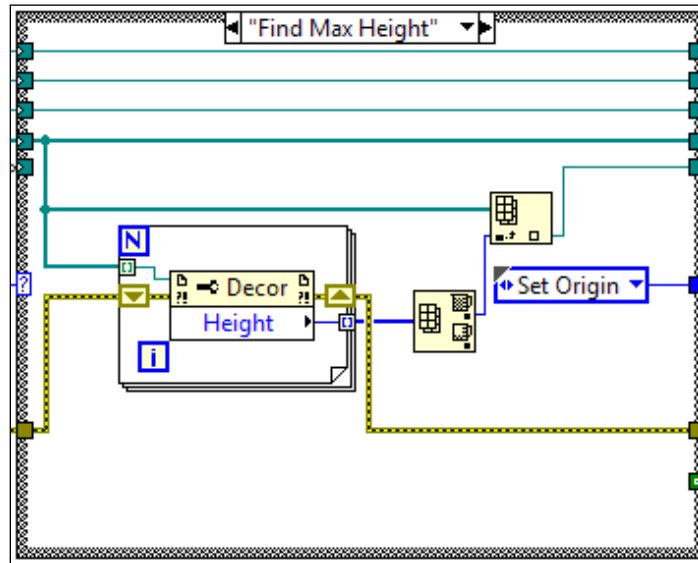 "Find Max Height"
N
Decor
?!
?!
Height
i
Set Origin
?